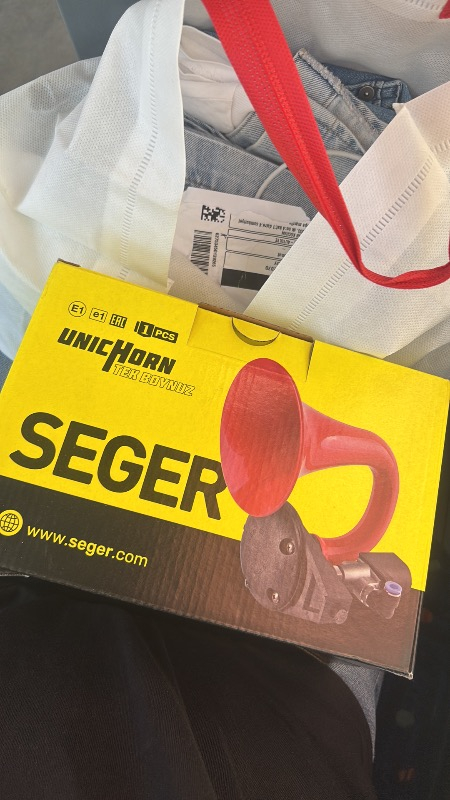 E1 e1 EAC 1 PCS
UNICHORN
TEK BOYNUZ
SEGER
www.seger.com